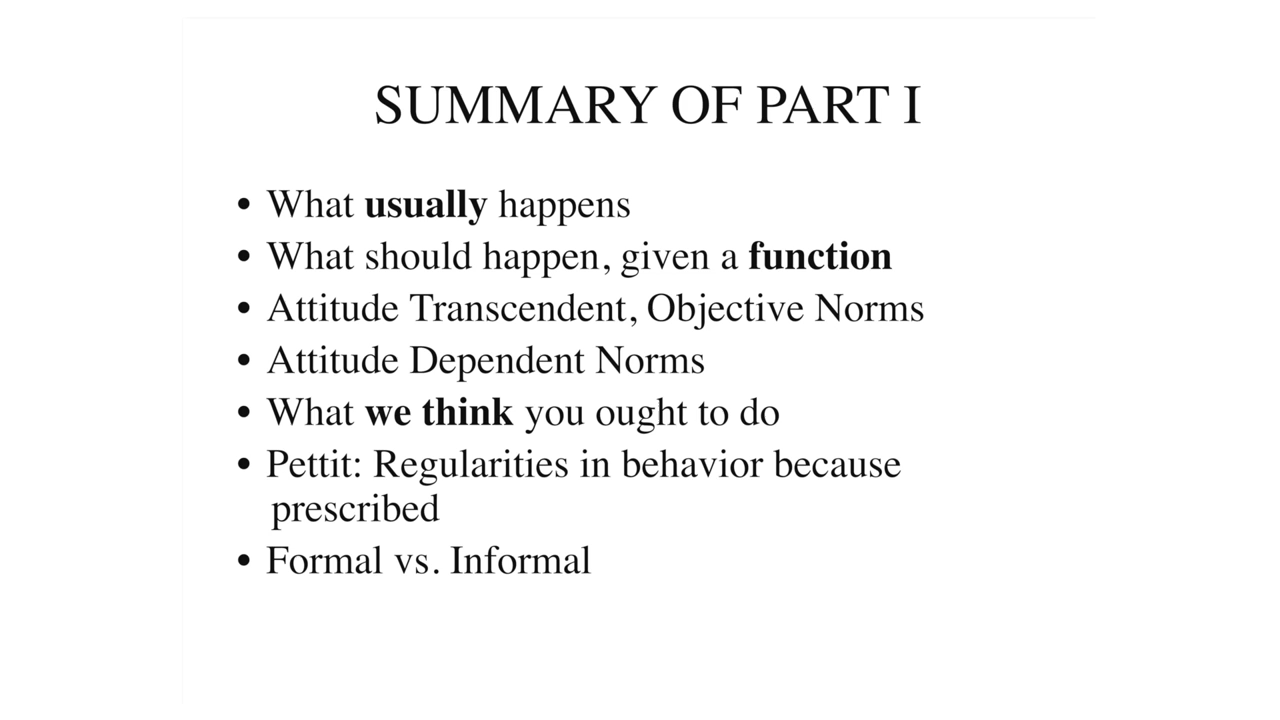 SUMMARY OF PART I
• What usually happens
• What should happen, given a function
• Attitude Transcendent, Objective Norms
• Attitude Dependent Norms
• What we think you ought to do
• Pettit: Regularities in behavior because
prescribed
• Formal vs. Informal